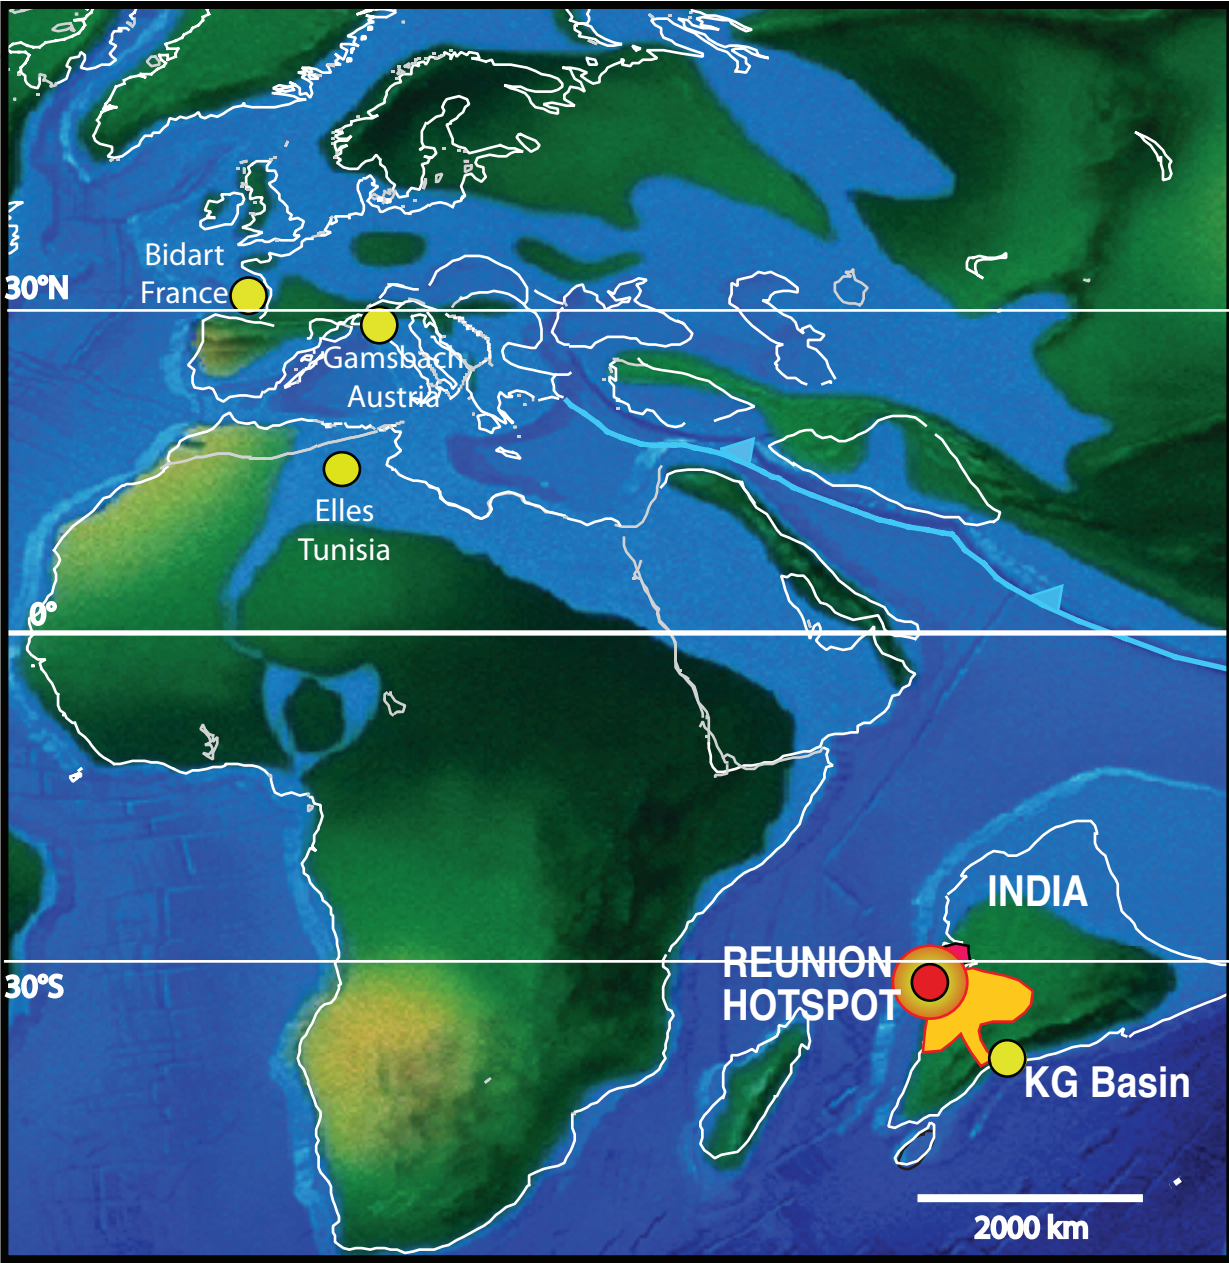 Bidart
France
30°N
Gamsbach
Austria
Elles
Tunisia
0°
INDIA
REUNION
HOTSPOT
30°S
KG Basin
2000 km